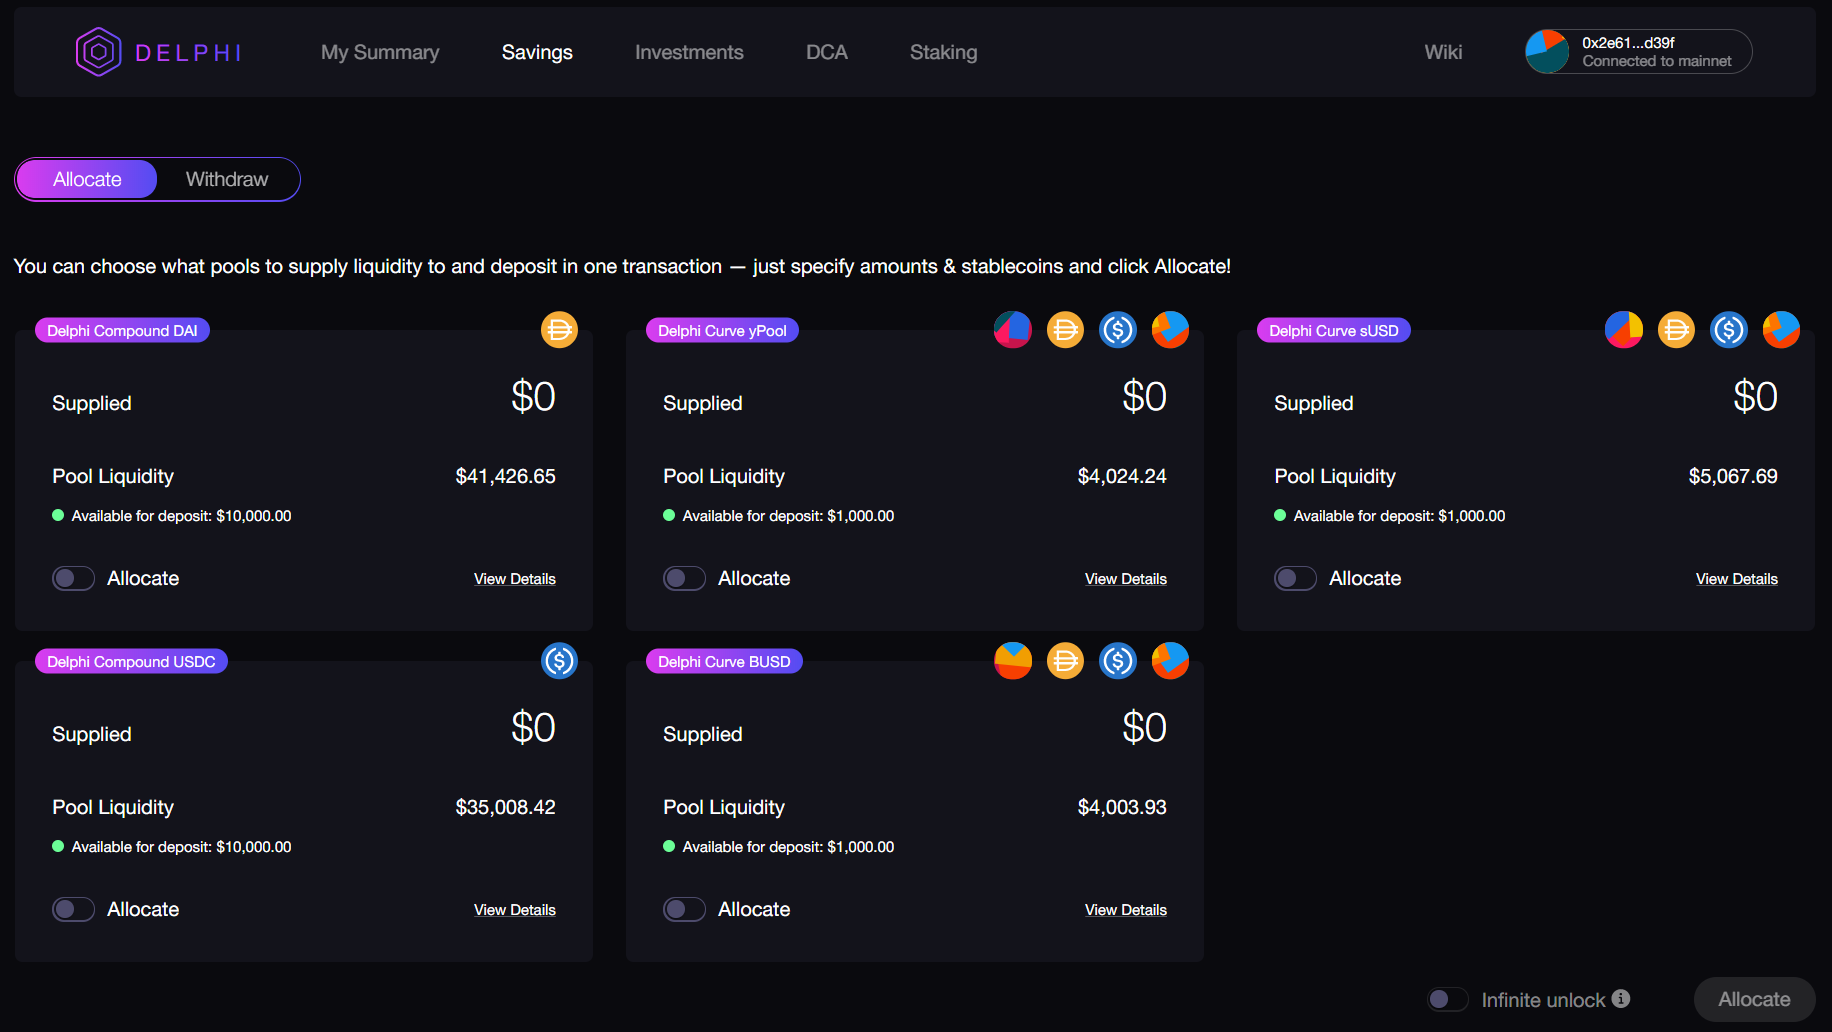 DELPHI
My Summary
Savings
Investments
DCA
Staking
Wiki
0x2e61...d39f
Connected to mainnet
Allocate
Withdraw
You can choose what pools to supply liquidity to and deposit in one transaction — just specify amounts & stablecoins and click Allocate!
Delphi Compound DAI
Supplied
$0
Pool Liquidity
$41,426.65
Available for deposit: $10,000.00
Allocate
View Details
Delphi Curve yPool
Supplied
$0
Pool Liquidity
$4,024.24
Available for deposit: $1,000.00
Allocate
View Details
Delphi Curve sUSD
Supplied
$0
Pool Liquidity
$5,067.69
Available for deposit: $1,000.00
Allocate
View Details
Delphi Compound USDC
Supplied
$0
Pool Liquidity
$35,008.42
Available for deposit: $10,000.00
Allocate
View Details
Delphi Curve BUSD
Supplied
$0
Pool Liquidity
$4,003.93
Available for deposit: $1,000.00
Allocate
View Details
Infinite unlock
Allocate